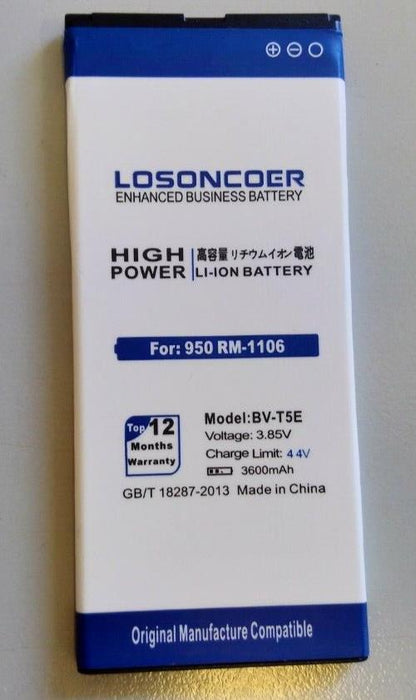 LOSONCOER
ENHANCED BUSINESS BATTERY
HIGH POWER
高容量 リチウムイオン電池
LI-ION BATTERY
For: 950 RM-1106
Top 12
Months
Warranty
Model:BV-T5E
Voltage: 3.85V
Charge Limit: 4.4V
3600mAh
GB/T 18287-2013 Made in China
Original Manufacture Compatible